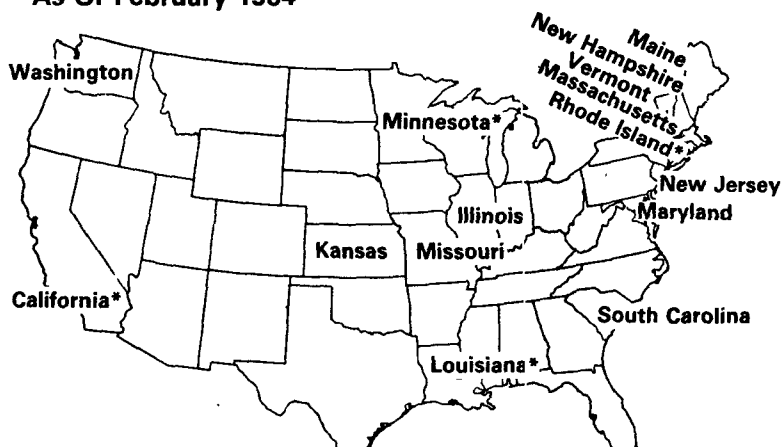 As Of February 1984
Maine
New Hampshire
Vermont
Massachusetts
Rhode Island*
Washington
Minnesota*
New Jersey
Maryland
Illinois
Kansas
Missouri
California*
South Carolina
Louisiana*